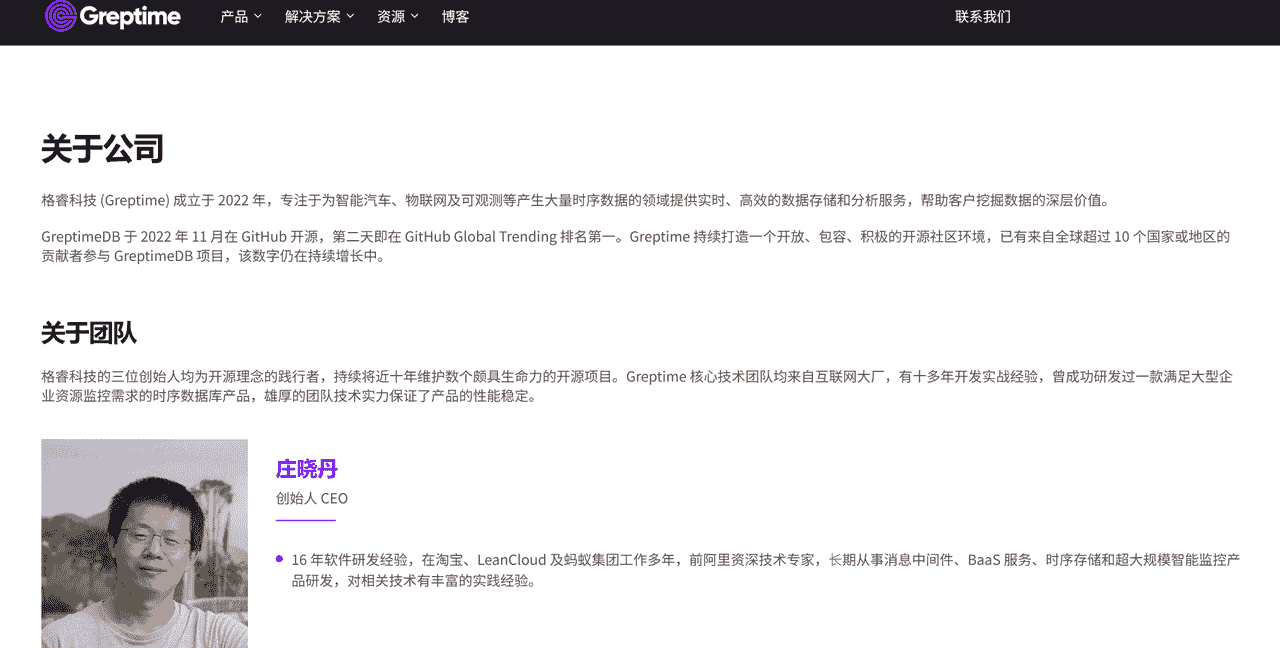 Greptime 产品 解决方案 资源 博客 联系我们
关于公司
格睿科技 (Greptime) 成立于 2022 年，专注于为智能汽车、物联网及可观测等产生大量时序数据的领域提供实时、高效的数据存储和分析服务，帮助客户挖掘数据的深层价值。
GreptimeDB 于 2022 年 11 月在 GitHub 开源，第二天即在 GitHub Global Trending 排名第一。Greptime 持续打造一个开放、包容、积极的开源社区环境，已有来自全球超过 10 个国家或地区的
贡献者参与 GreptimeDB 项目，该数字仍在持续增长中。
关于团队
格睿科技的三位创始人均为开源理念的践行者，持续将近十年维护数个颇具生命力的开源项目。Greptime 核心技术团队均来自互联网大厂，有十多年开发实战经验，曾成功研发过一款满足大型企
业资源监控需求的时序数据库产品，雄厚的团队技术实力保证了产品的性能稳定。
庄晓丹
创始人 CEO
16 年软件研发经验，在淘宝、LeanCloud 及蚂蚁集团工作多年，前阿里资深技术专家，长期从事消息中间件、BaaS 服务、时序存储和超大规模智能监控产
品研发，对相关技术有丰富的实践经验。